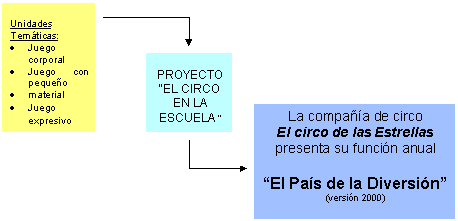 Unidades
Temáticas:
• Juego
corporal
• Juego con
pequeño
• material
• Juego
expresivo
PROYECTO
"EL CIRCO
EN LA
ESCUELA"
La compañía de circo
El circo de las Estrellas
presenta su función anual
“El País de la Diversión”
(versión 2000)